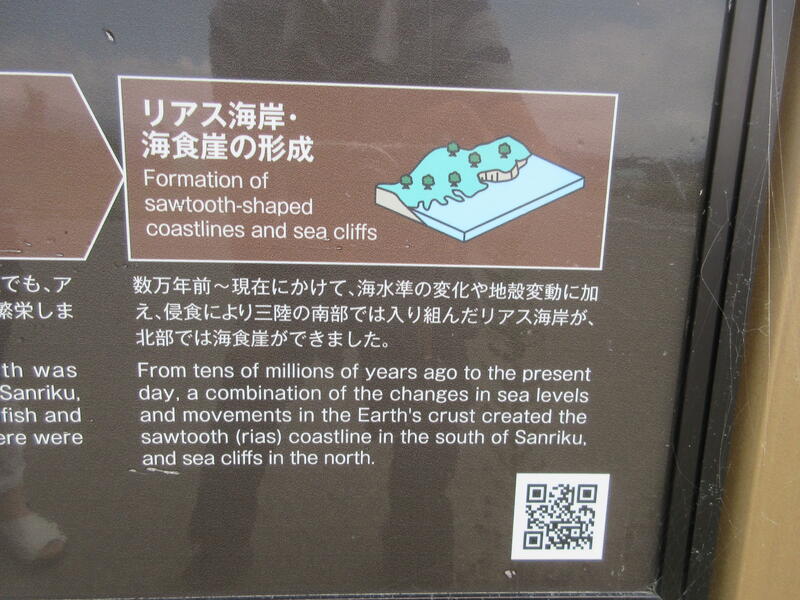 リアス海岸・
海食崖の形成
Formation of
sawtooth-shaped
coastlines and sea cliffs
でも、ア
繁栄しま
th was
Sanriku,
fish and
ere were
数万年前～現在にかけて、海水準の変化や地殻変動に加
え、侵食により三陸の南部では入り組んだリアス海岸が、
北部では海食崖ができました。
From tens of millions of years ago to the present
day, a combination of the changes in sea levels
and movements in the Earth's crust created the
sawtooth (rias) coastline in the south of Sanriku,
and sea cliffs in the north.